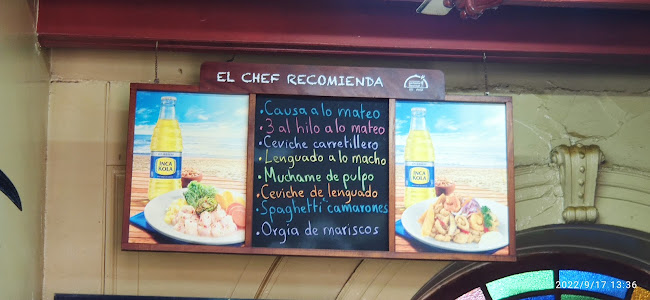 EL CHEF RECOMIENDA
• Causa a lo mateo
• 3 al hilo a lo mateo
• Ceviche carretillero
• Lenguado a lo macho
• Muchame de pulpo
• Ceviche de lenguado
• Spaghetti camarones
• Orgia de mariscos
INCA
KOLA
INCA
KOLA
2022/9/17 13:36